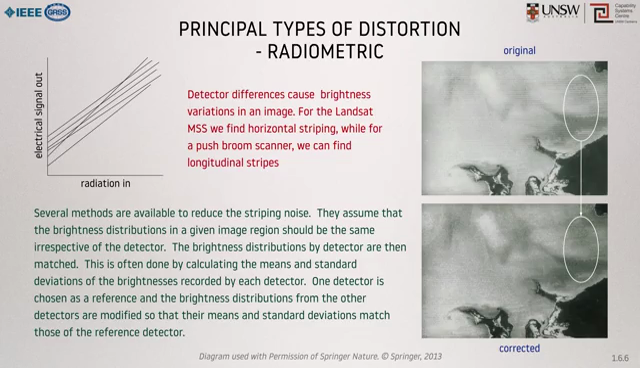 IEEE GRSS
UNSW
AUSTRALIA
Capability
Systems
Centre
PRINCIPAL TYPES OF DISTORTION
- RADIOMETRIC
original
electrical signal out
radiation in
Detector differences cause brightness
variations in an image. For the Landsat
MSS we find horizontal striping, while for
a push broom scanner, we can find
longitudinal stripes
Several methods are available to reduce the striping noise. They assume that
the brightness distributions in a given image region should be the same
irrespective of the detector. The brightness distributions by detector are then
matched. This is often done by calculating the means and standard
deviations of the brightnesses recorded by each detector. One detector is
chosen as a reference and the brightness distributions from the other
detectors are modified so that their means and standard deviations match
those of the reference detector.
corrected
Diagram used with Permission of Springer Nature. © Springer, 2013
1.6.6